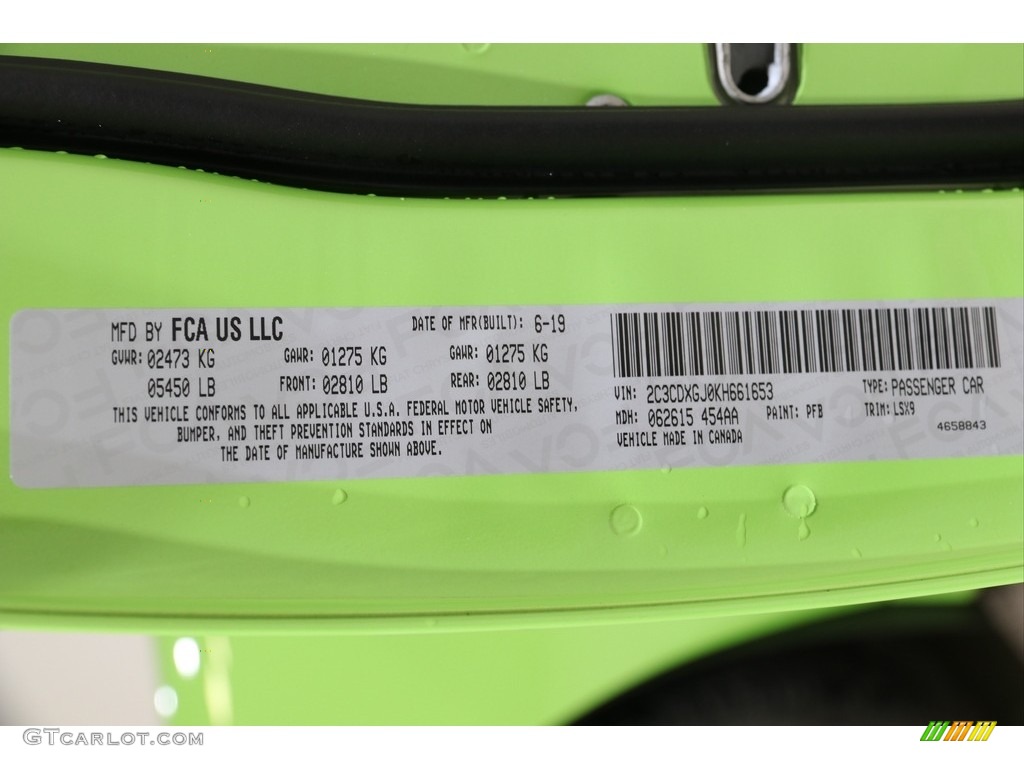 MFD BY FCA US LLC
DATE OF MFR(BUILT): 6-19
GVWR: 02473 KG GAWR: 01275 KG GAWR: 01275 KG
05450 LB FRONT: 02810 LB REAR: 02810 LB
THIS VEHICLE CONFORMS TO ALL APPLICABLE U.S.A. FEDERAL MOTOR VEHICLE SAFETY,
BUMPER, AND THEFT PREVENTION STANDARDS IN EFFECT ON
THE DATE OF MANUFACTURE SHOWN ABOVE.
VIN: 2C3CDXGJ0KH661653 TYPE: PASSENGER CAR
MDH: 062615 454AA PAINT: PFB TRIM: LSX9
VEHICLE MADE IN CANADA 4658843
GTCARLOT.COM